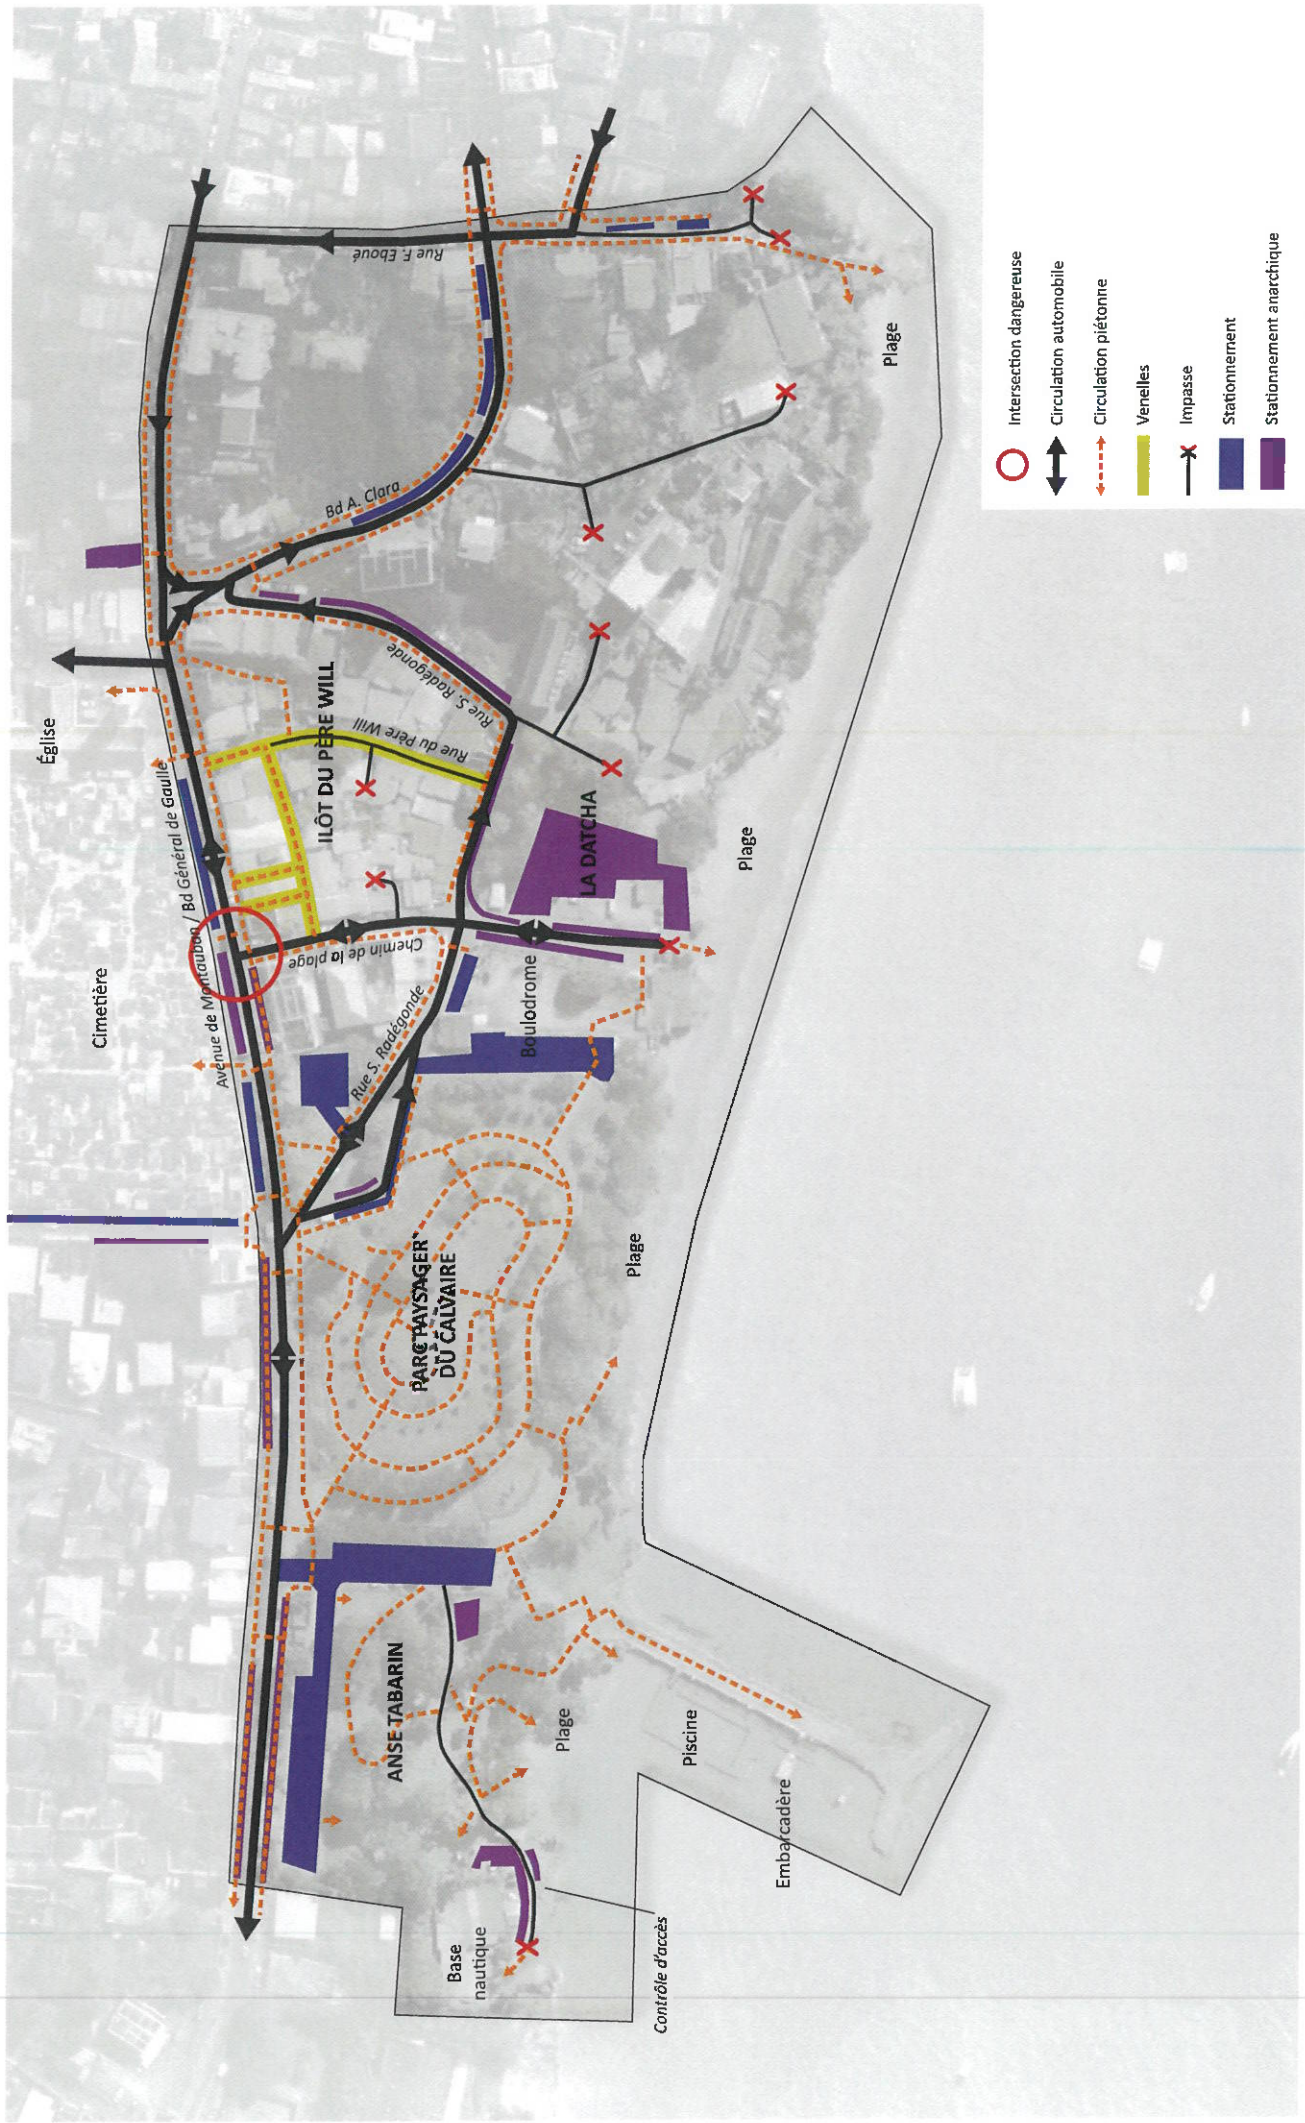 Église
Cimetière
Avenue de Montauban / Bd Général de Gaulle
Rue F. Eboué
Bd A. Clara
ILÔT DU PÈRE WILL
Rue S. Radégonde
Rue du Père Will
Chemin de la plage
Rue S. Radégonde
LA DATCHA
Boulodrome
PARC PAYSAGER
DU CALVAIRE
ANSE TABARIN
Plage
Plage
Plage
Plage
Piscine
Embarcadère
Base
nautique
Contrôle d'accès
Intersection dangereuse
Circulation automobile
Circulation piétonne
Venelles
Impasse
Stationnement
Stationnement anarchique